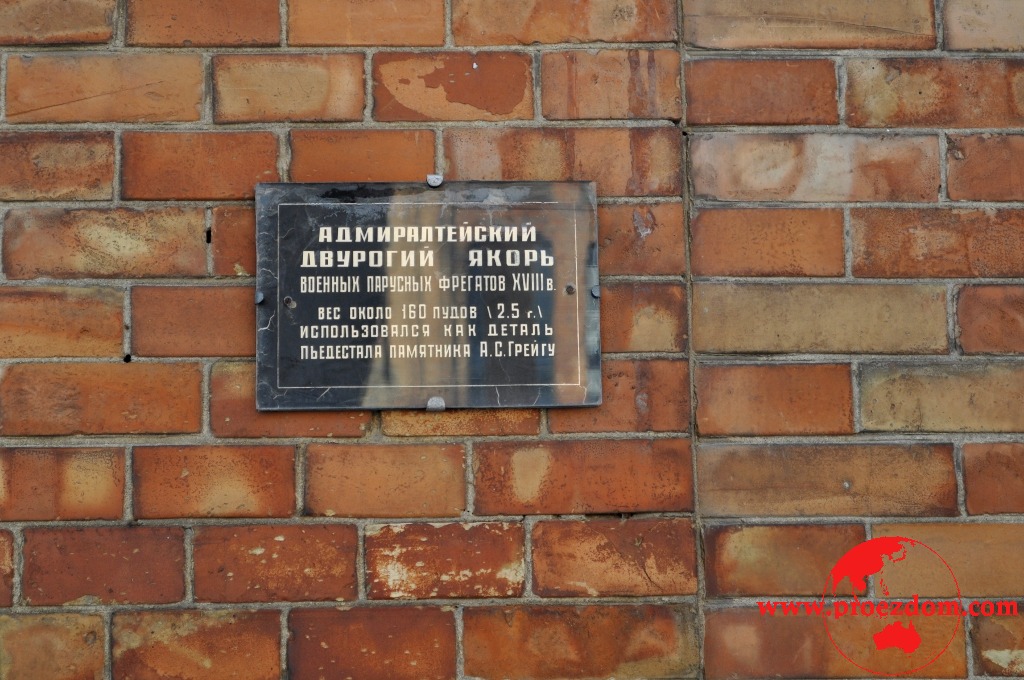 АДМИРАЛТЕЙСКИЙ
ДВУРОГИЙ ЯКОРЬ
ВОЕННЫХ ПАРУСНЫХ ФРЕГАТОВ XVIII В.
ВЕС ОКОЛО 160 ПУДОВ \ 2.5 т.\
ИСПОЛЬЗОВАЛСЯ КАК ДЕТАЛЬ
ПЬЕДЕСТАЛА ПАМЯТНИКА А.С.ГРЕЙГУ
www.proezdom.com